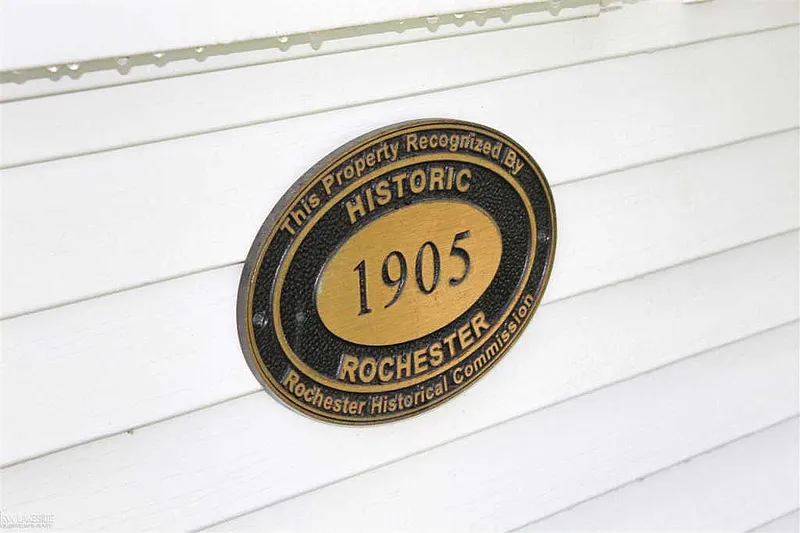 This Property Recognized By
HISTORIC
1905
ROCHESTER
Rochester Historical Commission